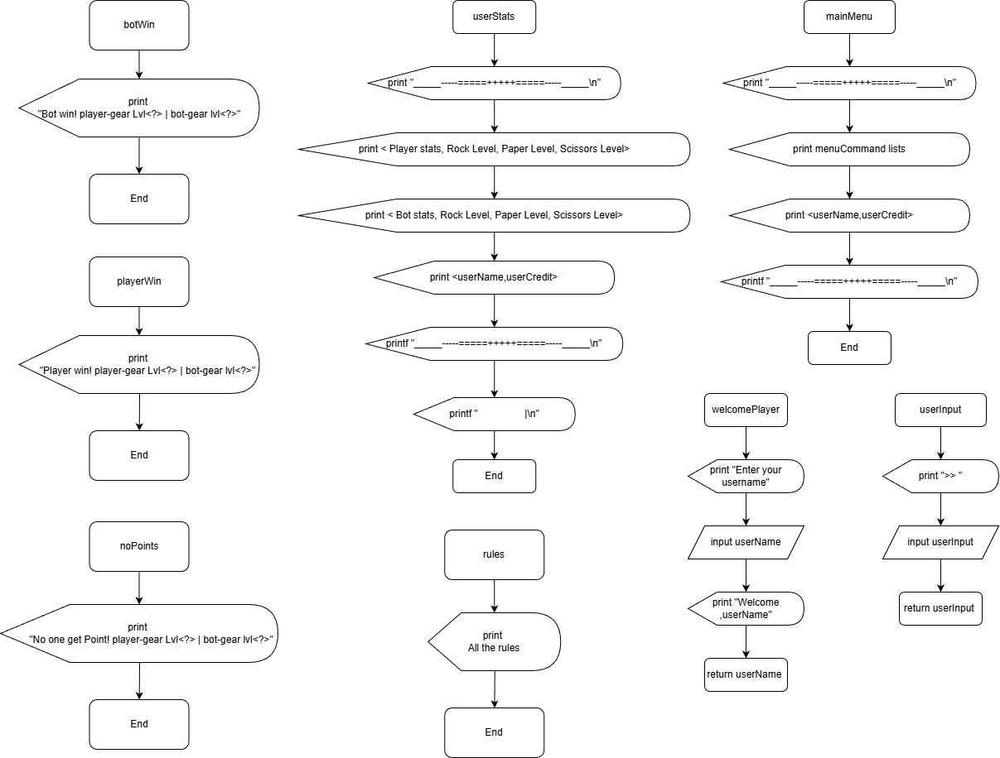 botWin
print
"Bot win! player-gear Lvl<?> | bot-gear lvl<?>"
End
playerWin
print
"Player win! player-gear Lvl<?> | bot-gear lvl<?>"
End
noPoints
print
"No one get Point! player-gear Lvl<?> | bot-gear lvl<?>"
End
userStats
print "_____-----=====+++++=====-----_____\n"
print < Player stats, Rock Level, Paper Level, Scissors Level>
print < Bot stats, Rock Level, Paper Level, Scissors Level>
print <userName,userCredit>
printf "_____-----=====+++++=====-----_____\n"
printf "                 |\n"
End
rules
print
All the rules
End
mainMenu
print "_____-----=====+++++=====-----_____\n"
print menuCommand lists
print <userName,userCredit>
printf "_____-----=====+++++=====-----_____\n"
End
welcomePlayer
print "Enter your
username"
input userName
print "Welcome
,userName"
return userName
userInput
print ">> "
input userInput
return userInput